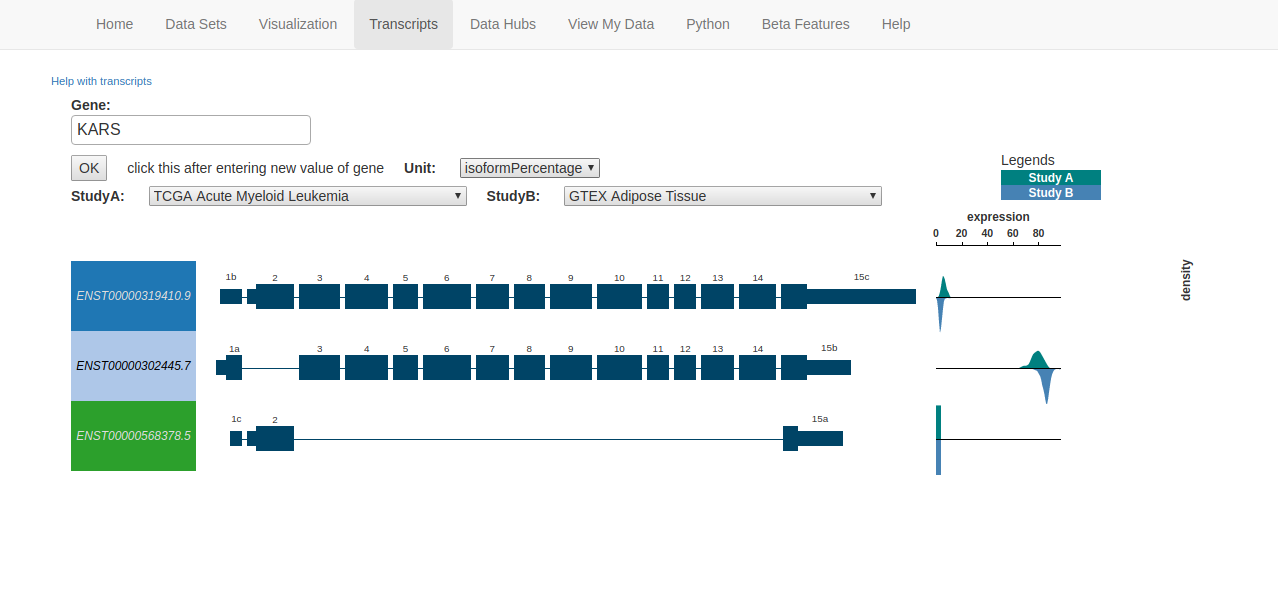 Home Data Sets Visualization Transcripts Data Hubs View My Data Python Beta Features Help
Help with transcripts
Gene:
KARS
OK click this after entering new value of gene Unit: isoformPercentage
Legends
Study A
StudyA: TCGA Acute Myeloid Leukemia StudyB: GTEX Adipose Tissue
Study B
expression
0 20 40 60 80
density
1b 2 3 4 5 6 7 8 9 10 11 12 13 14 15c
ENST00000319410.9
1a 3 4 5 6 7 8 9 10 11 12 13 14 15b
ENST00000302445.7
1c 2 15a
ENST00000568378.5